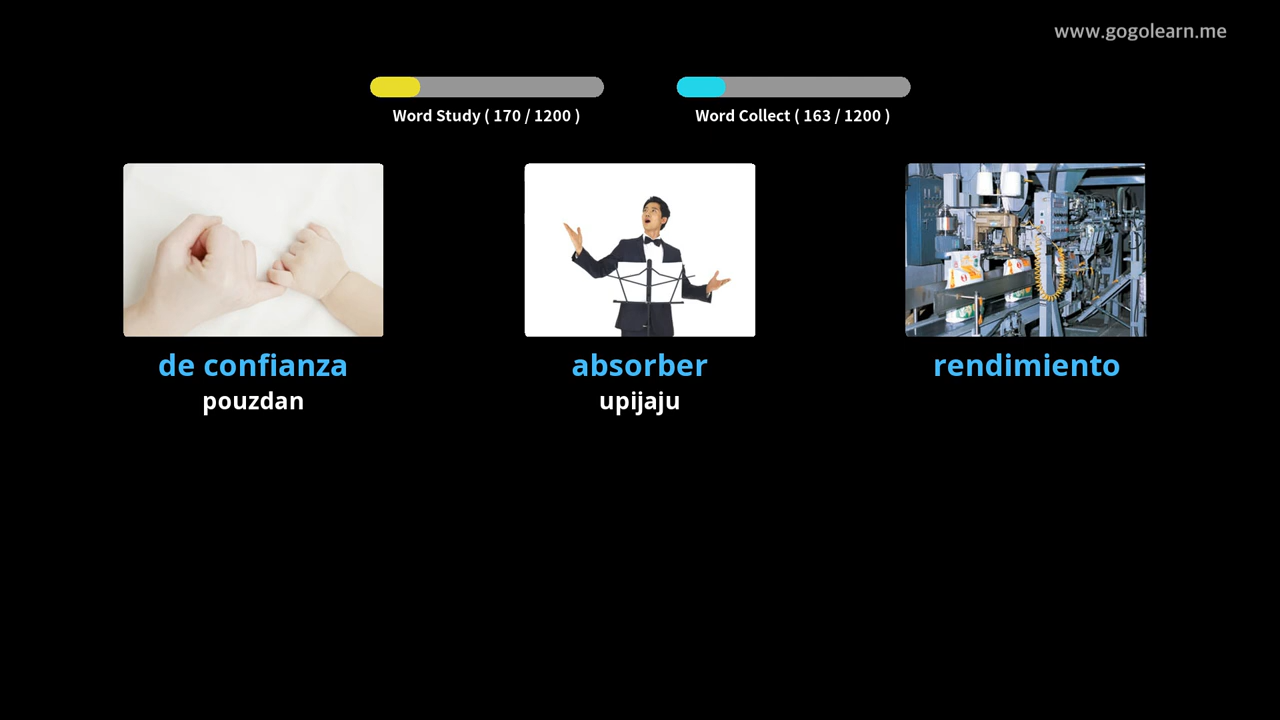 www.gogolearn.me
Word Study ( 170 / 1200 )
Word Collect ( 163 / 1200 )
de confianza
pouzdan
absorber
upijaju
rendimiento